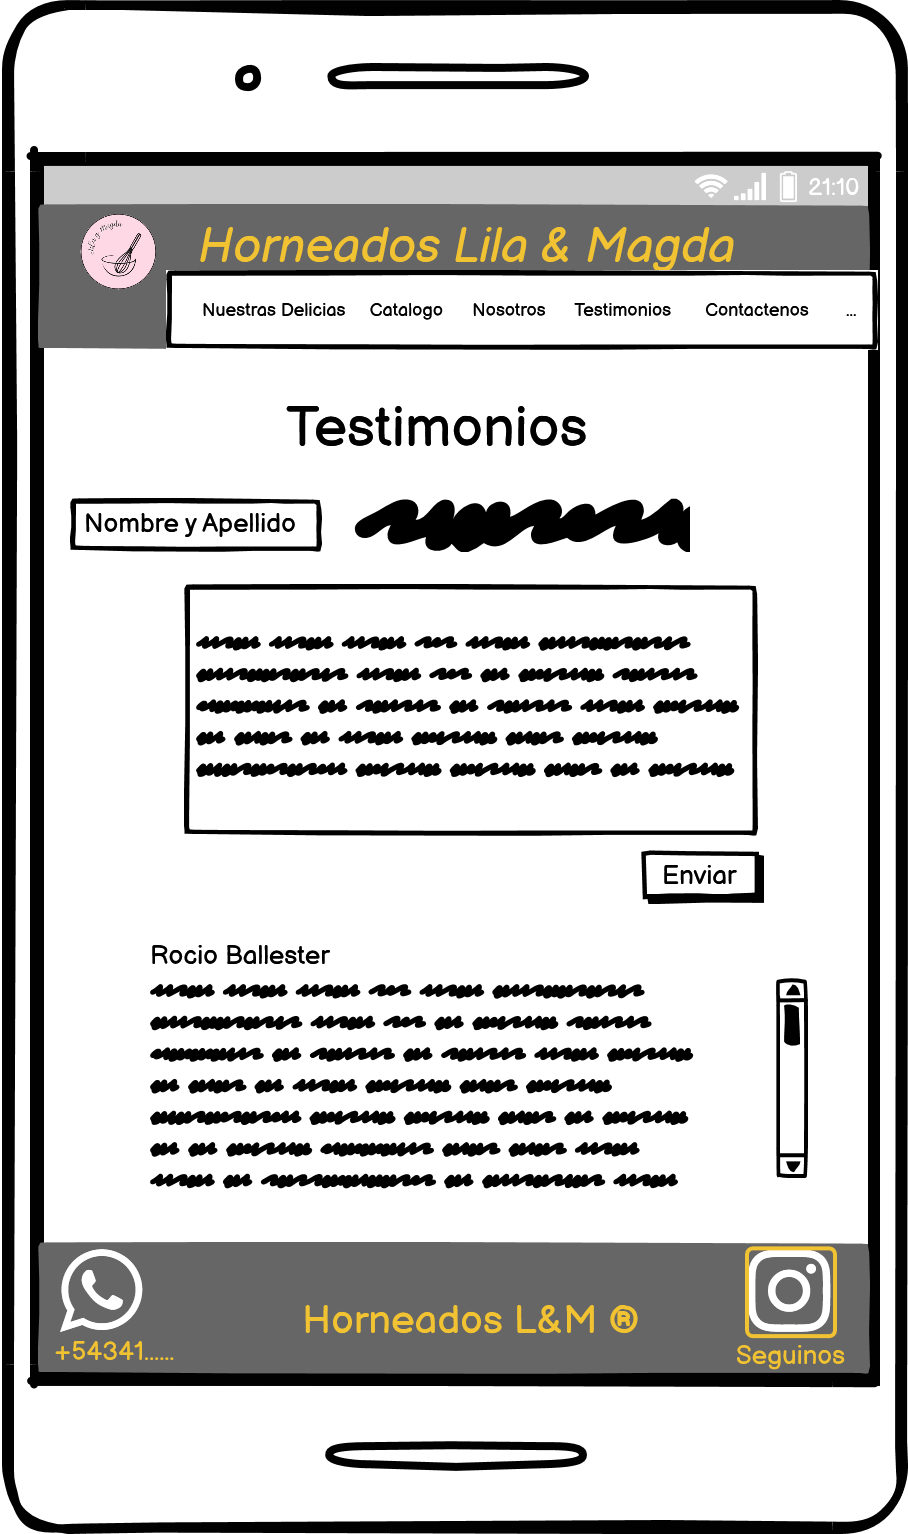 21:10
Lila y Magda
Horneados Lila & Magda
Nuestras Delicias Catalogo Nosotros Testimonios Contactenos ...
Testimonios
Nombre y Apellido
Enviar
Rocio Ballester
Horneados L&M ®
+54341......
Seguinos